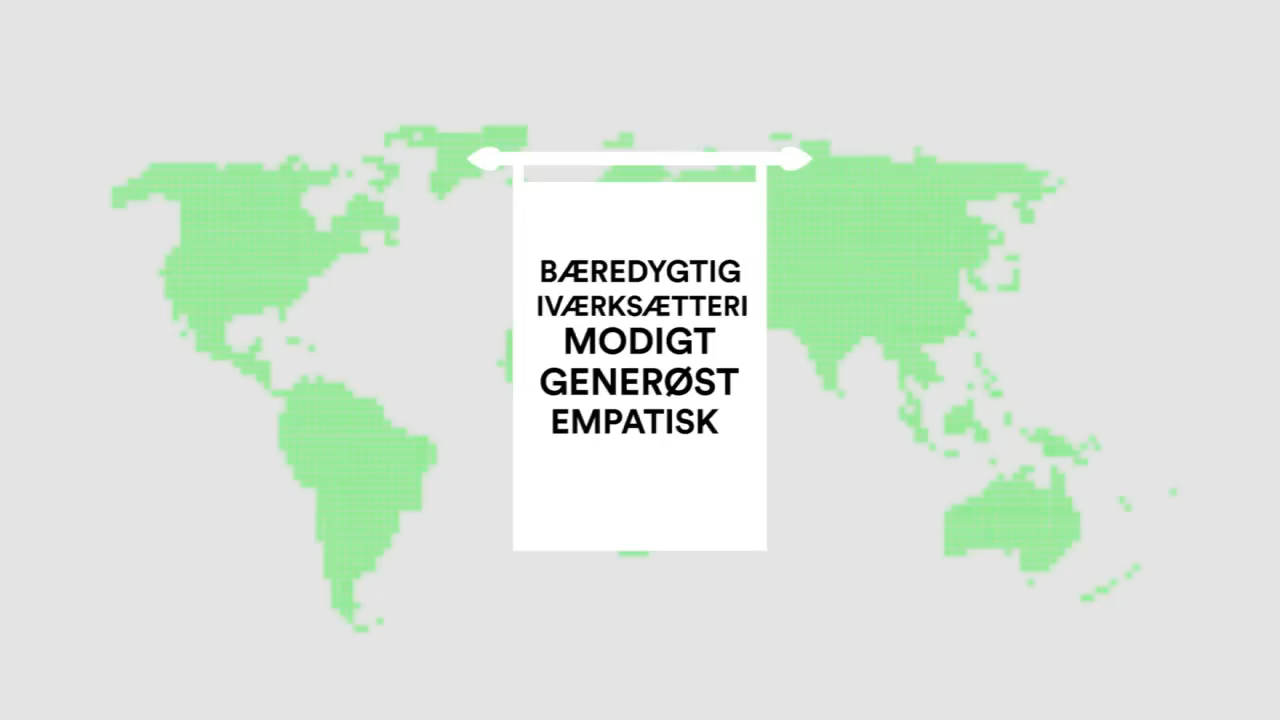 BÆREDYGTIG
IVÆRKSÆTTERI
MODIGT
GENERØST
EMPATISK